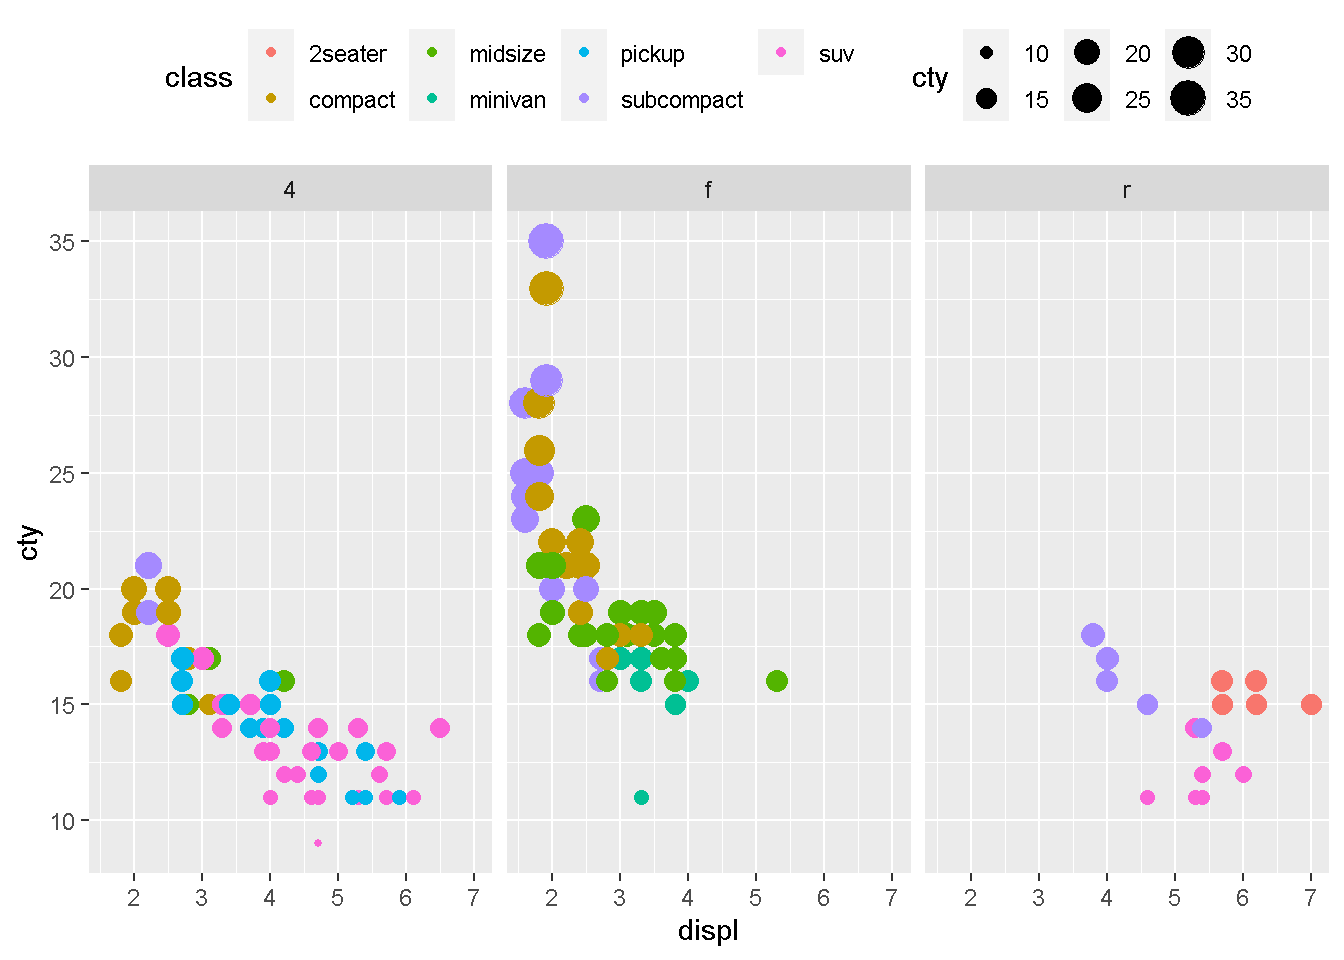 class
2seater
compact
midsize
minivan
pickup
subcompact
suv
cty
10
15
20
25
30
35
4
f
r
cty
35
30
25
20
15
10
2 3 4 5 6 7
2 3 4 5 6 7
2 3 4 5 6 7
displ